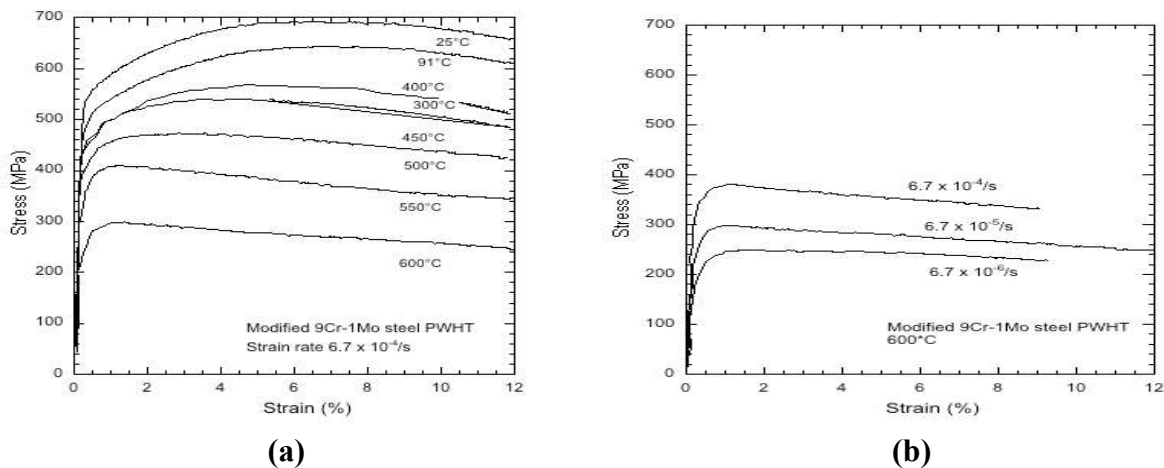 700
600
500
400
300
200
100
0
Stress (MPa)
25°C
91°C
400°C
300°C
450°C
500°C
550°C
600°C
Modified 9Cr-1Mo steel PWHT
Strain rate 6.7 x 10⁻⁴/s
0 2 4 6 8 10 12
Strain (%)
(a)
700
600
500
400
300
200
100
0
Stress (MPa)
6.7 x 10⁻⁴/s
6.7 x 10⁻⁵/s
6.7 x 10⁻⁶/s
Modified 9Cr-1Mo steel PWHT
600*C
0 2 4 6 8 10 12
Strain (%)
(b)